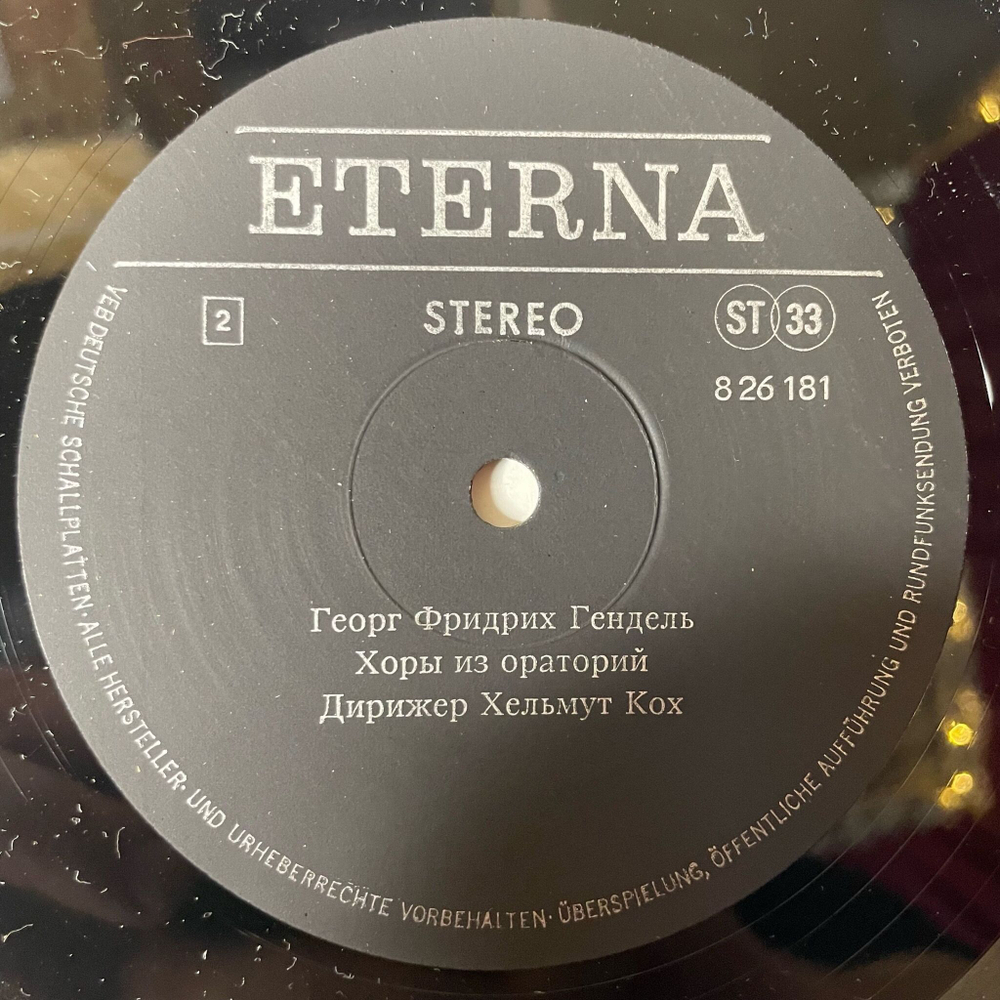 ETERNA
2 STEREO ST 33
8 26 181
Георг Фридрих Гендель
Хоры из ораторий
Дирижер Хельмут Кох
VEB DEUTSCHE SCHALLPLATTEN · ALLE HERSTELLER- UND URHEBERRECHTE VORBEHALTEN · ÜBERSPIELUNG, ÖFFENTLICHE AUFFÜHRUNG UND RUNDFUNKSENDUNG VERBOTEN